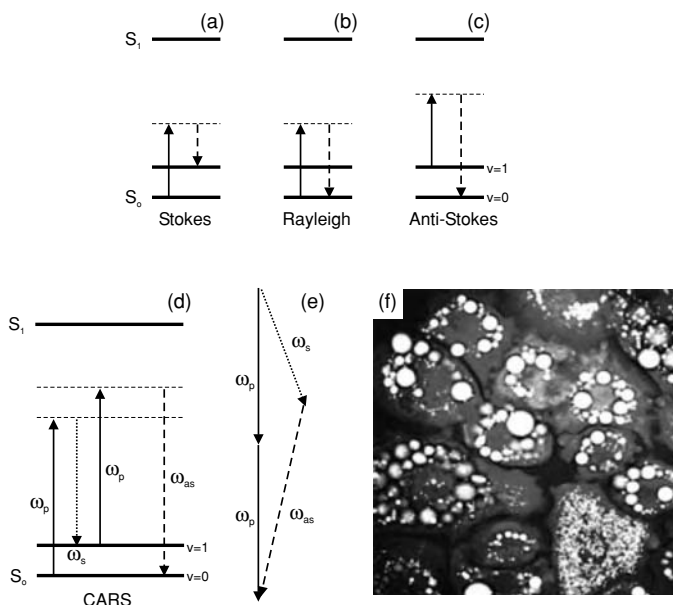 (a) (b) (c)
S₁
v=1
Sₒ v=0
Stokes Rayleigh Anti-Stokes
(d) (e) (f)
S₁
ωₛ
ωₚ
ωₚ ωₚ ωₐₛ
ωₚ ωₐₛ
v=1
ωₛ
Sₒ v=0
CARS